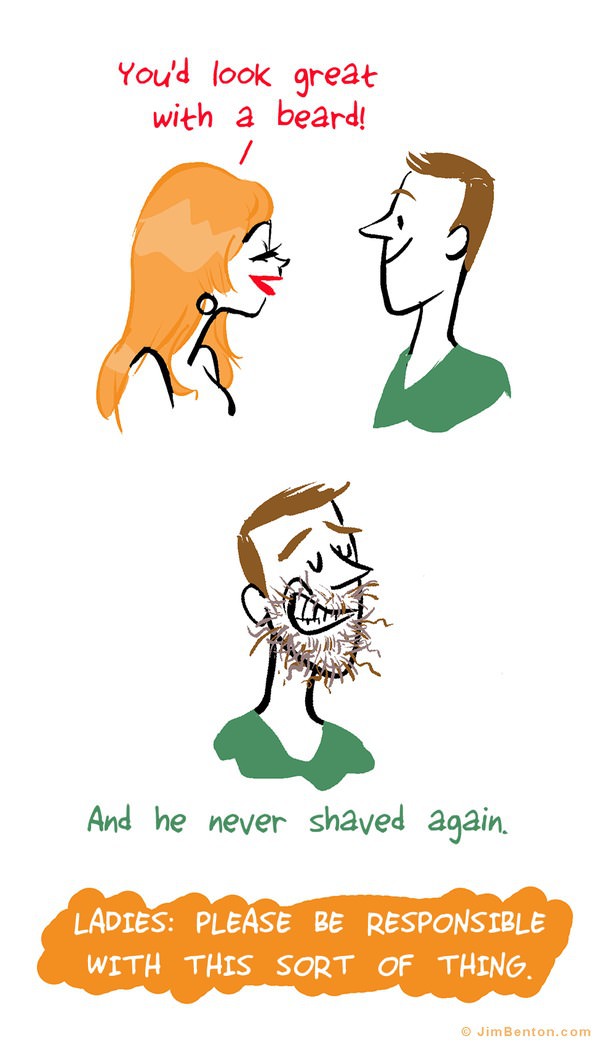 You'd look great
with a beard!
And he never shaved again.
LADIES: PLEASE BE RESPONSIBLE
WITH THIS SORT OF THING.
© JimBenton.com